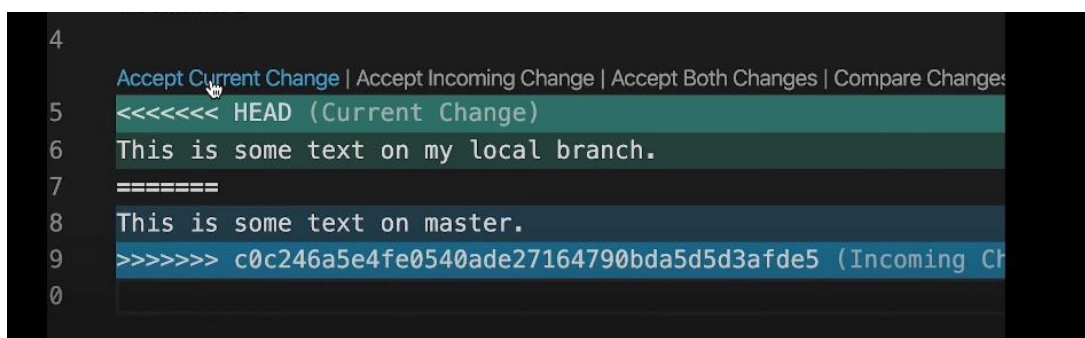 4
Accept Current Change | Accept Incoming Change | Accept Both Changes | Compare Changes
5 <<<<<<< HEAD (Current Change)
6 This is some text on my local branch.
7 =======
8 This is some text on master.
9 >>>>>>> c0c246a5e4fe0540ade27164790bda5d5d3afde5 (Incoming Ch
0